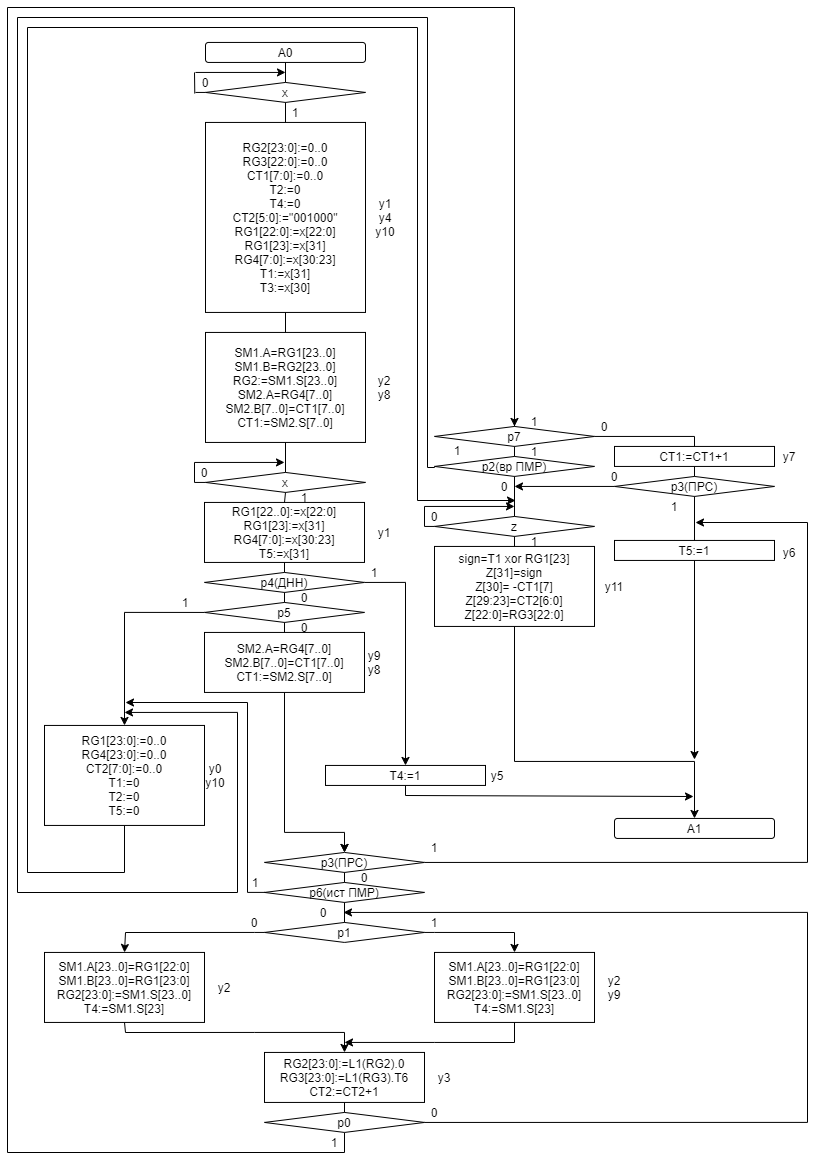 A0
0
x
1
RG2[23:0]:=0..0
RG3[22:0]:=0..0
CT1[7:0]:=0..0
T2:=0
T4:=0
CT2[5:0]:="001000"
RG1[22:0]:=x[22:0]
RG1[23]:=x[31]
RG4[7:0]:=x[30:23]
T1:=x[31]
T3:=x[30]
y1
y4
y10
SM1.A=RG1[23..0]
SM1.B=RG2[23..0]
RG2:=SM1.S[23..0]
SM2.A=RG4[7..0]
SM2.B[7..0]=CT1[7..0]
CT1:=SM2.S[7..0]
y2
y8
0
x
1
RG1[22..0]:=x[22:0]
RG1[23]:=x[31]
RG4[7:0]:=x[30:23]
T5:=x[31]
y1
p4(ДНН)
1
0
p5
1
0
SM2.A=RG4[7..0]
SM2.B[7..0]=CT1[7..0]
CT1:=SM2.S[7..0]
y9
y8
1
p7
0
1
1
p2(вр ПМР)
0
CT1:=CT1+1
y7
0
p3(ПРС)
1
0
z
1
sign=T1 xor RG1[23]
Z[31]=sign
Z[30]= -CT1[7]
Z[29:23]=CT2[6:0]
Z[22:0]=RG3[22:0]
y11
T5:=1
y6
RG1[23:0]:=0..0
RG4[23:0]:=0..0
CT2[7:0]:=0..0
T1:=0
T2:=0
T5:=0
y0
y10
T4:=1
y5
A1
p3(ПРС)
1
0
1
p6(ист ПМР)
0
0
p1
1
SM1.A[23..0]=RG1[22:0]
SM1.B[23..0]=RG1[23:0]
RG2[23:0]:=SM1.S[23..0]
T4:=SM1.S[23]
y2
SM1.A[23..0]=RG1[22:0]
SM1.B[23..0]=RG1[23:0]
RG2[23:0]:=SM1.S[23..0]
T4:=SM1.S[23]
y2
y9
RG2[23:0]:=L1(RG2).0
RG3[23:0]:=L1(RG3).T6
CT2:=CT2+1
y3
p0
0
1